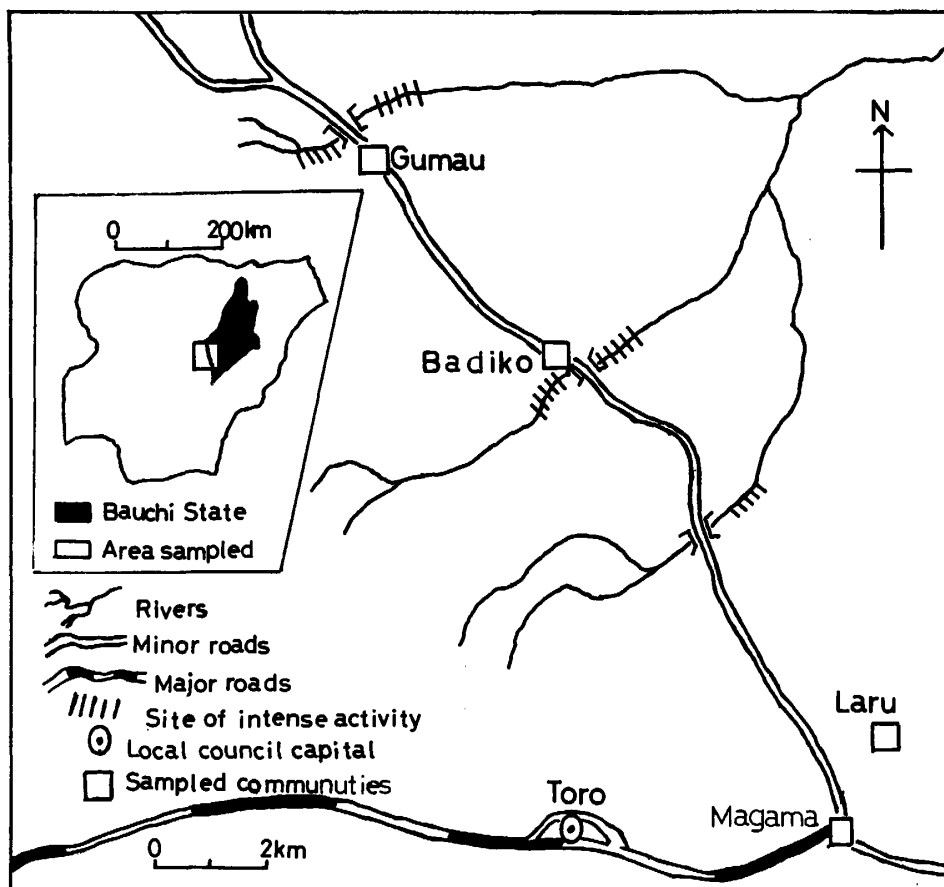 N
Gumau
0 200km
Badiko
Bauchi State
Area sampled
Rivers
Minor roads
Major roads
Site of intense activity
Local council capital
Sampled communuties
Laru
Toro
Magama
0 2km